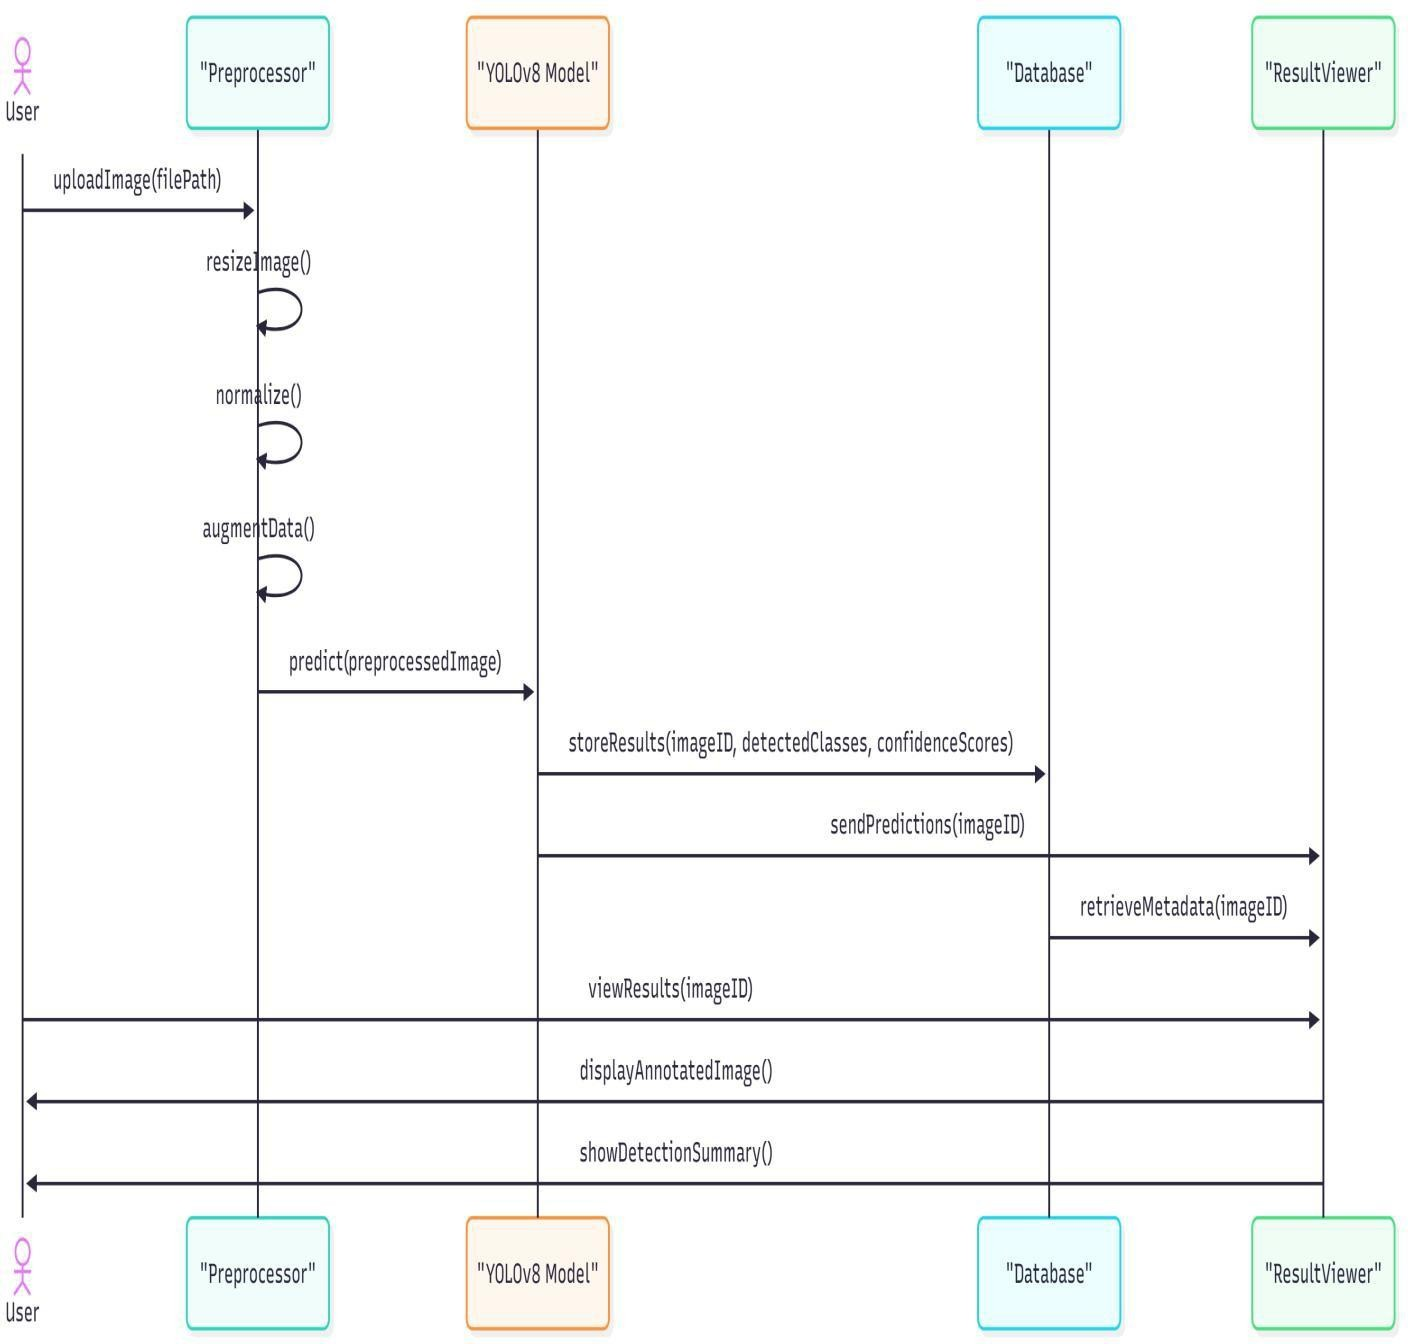 User
"Preprocessor"
"YOLOv8 Model"
"Database"
"ResultViewer"
uploadImage(filePath)
resizeImage()
normalize()
augmentData()
predict(preprocessedImage)
storeResults(imageID, detectedClasses, confidenceScores)
sendPredictions(imageID)
retrieveMetadata(imageID)
viewResults(imageID)
displayAnnotatedImage()
showDetectionSummary()
User
"Preprocessor"
"YOLOv8 Model"
"Database"
"ResultViewer"